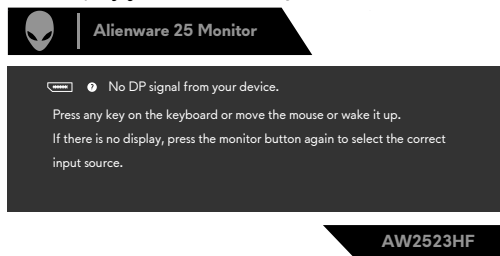 Alienware 25 Monitor
? No DP signal from your device.
Press any key on the keyboard or move the mouse or wake it up.
If there is no display, press the monitor button again to select the correct
input source.
AW2523HF